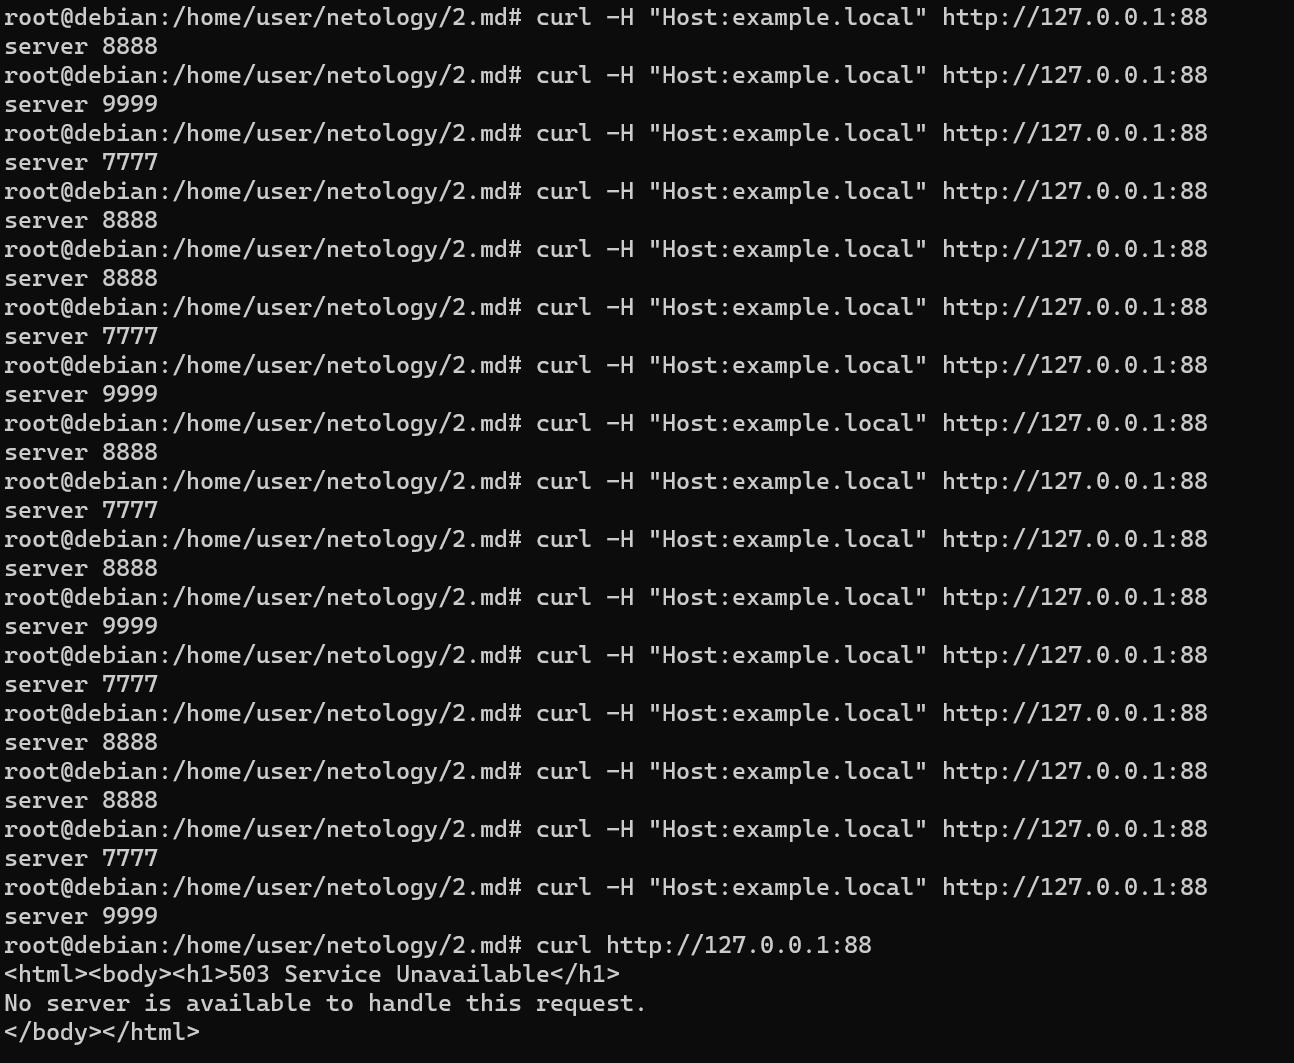 root@debian:/home/user/netology/2.md# curl -H "Host:example.local" http://127.0.0.1:88
server 8888
root@debian:/home/user/netology/2.md# curl -H "Host:example.local" http://127.0.0.1:88
server 9999
root@debian:/home/user/netology/2.md# curl -H "Host:example.local" http://127.0.0.1:88
server 7777
root@debian:/home/user/netology/2.md# curl -H "Host:example.local" http://127.0.0.1:88
server 8888
root@debian:/home/user/netology/2.md# curl -H "Host:example.local" http://127.0.0.1:88
server 8888
root@debian:/home/user/netology/2.md# curl -H "Host:example.local" http://127.0.0.1:88
server 7777
root@debian:/home/user/netology/2.md# curl -H "Host:example.local" http://127.0.0.1:88
server 9999
root@debian:/home/user/netology/2.md# curl -H "Host:example.local" http://127.0.0.1:88
server 8888
root@debian:/home/user/netology/2.md# curl -H "Host:example.local" http://127.0.0.1:88
server 7777
root@debian:/home/user/netology/2.md# curl -H "Host:example.local" http://127.0.0.1:88
server 8888
root@debian:/home/user/netology/2.md# curl -H "Host:example.local" http://127.0.0.1:88
server 9999
root@debian:/home/user/netology/2.md# curl -H "Host:example.local" http://127.0.0.1:88
server 7777
root@debian:/home/user/netology/2.md# curl -H "Host:example.local" http://127.0.0.1:88
server 8888
root@debian:/home/user/netology/2.md# curl -H "Host:example.local" http://127.0.0.1:88
server 8888
root@debian:/home/user/netology/2.md# curl -H "Host:example.local" http://127.0.0.1:88
server 7777
root@debian:/home/user/netology/2.md# curl -H "Host:example.local" http://127.0.0.1:88
server 9999
root@debian:/home/user/netology/2.md# curl http://127.0.0.1:88
<html><body><h1>503 Service Unavailable</h1>
No server is available to handle this request.
</body></html>